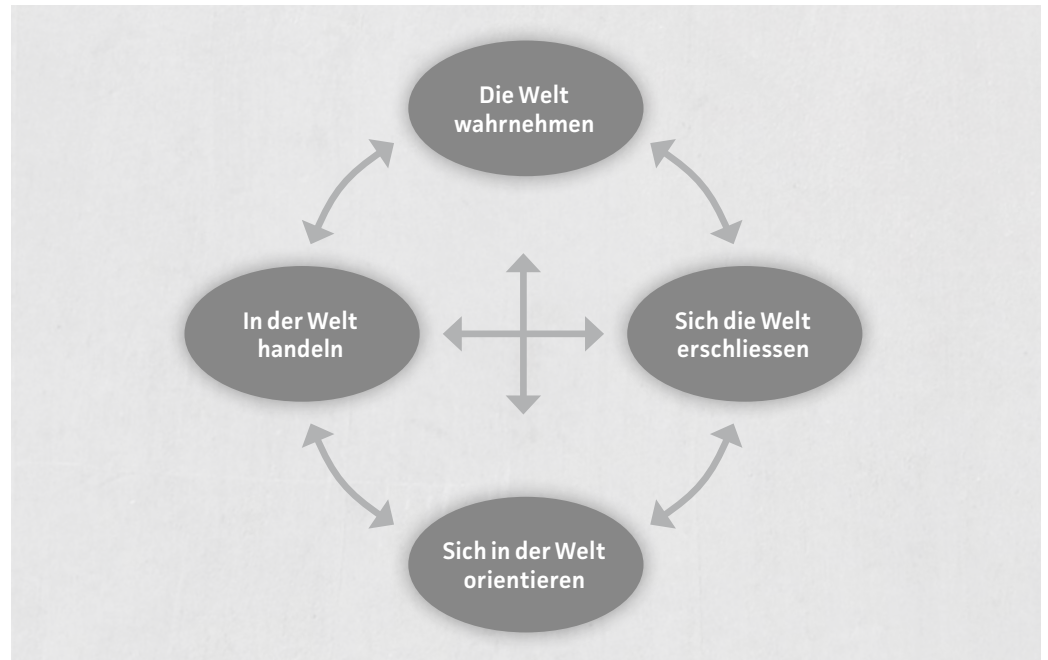 Die Welt
wahrnehmen
In der Welt
handeln
Sich die Welt
erschliessen
Sich in der Welt
orientieren